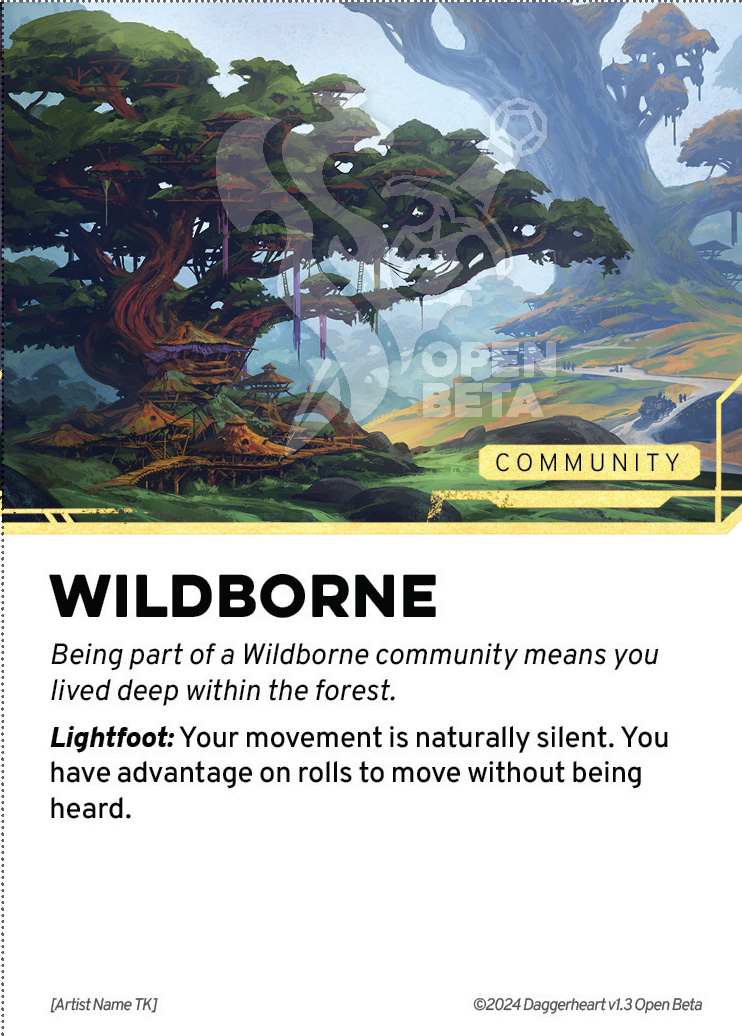 OPEN
BETA
COMMUNITY
WILDBORNE
Being part of a Wildborne community means you
lived deep within the forest.
Lightfoot: Your movement is naturally silent. You
have advantage on rolls to move without being
heard.
[Artist Name TK]
©2024 Daggerheart v1.3 Open Beta